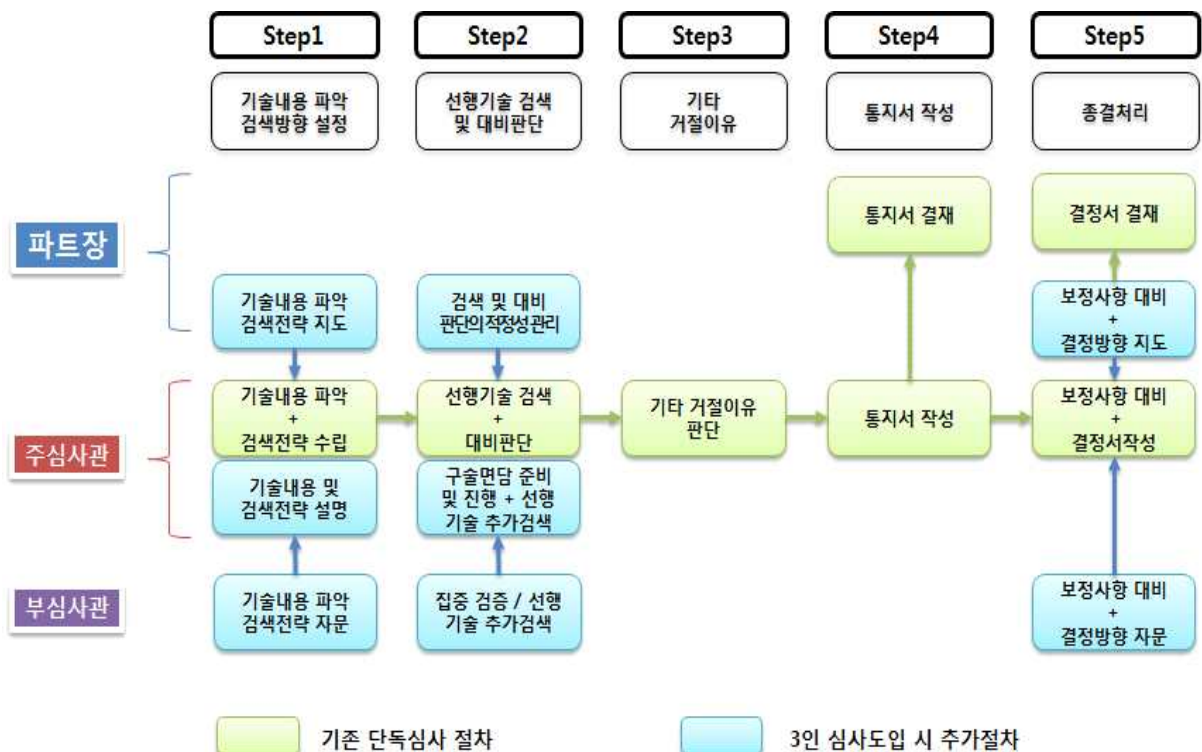 Step1
Step2
Step3
Step4
Step5
기술내용 파악
검색방향 설정
선행기술 검색
및 대비판단
기타
거절이유
통지서 작성
종결처리
파트장
통지서 결재
결정서 결재
기술내용 파악
검색전략 지도
검색 및 대비
판단의적정성관리
보정사항 대비
+
결정방향 지도
주심사관
기술내용 파악
+
검색전략 수립
선행기술 검색
+
대비판단
기타 거절이유
판단
통지서 작성
보정사항 대비
+
결정서작성
기술내용 및
검색전략 설명
구술면담 준비
및 진행 + 선행
기술 추가검색
부심사관
기술내용 파악
검색전략 자문
집중 검증 / 선행
기술 추가검색
보정사항 대비
+
결정방향 자문
기존 단독심사 절차
3인 심사도입 시 추가절차